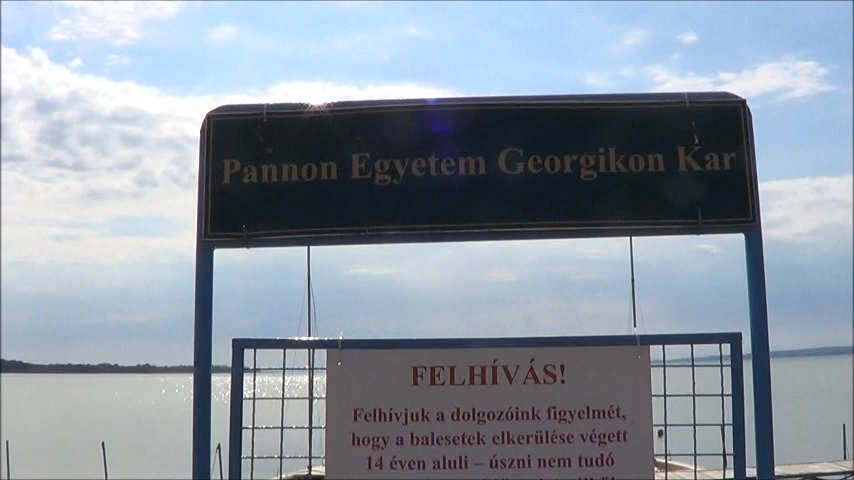 Pannon Egyetem Georgikon Kar
FELHÍVÁS!
Felhívjuk a dolgozóink figyelmét,
hogy a balesetek elkerülése végett
14 éven aluli – úszni nem tudó